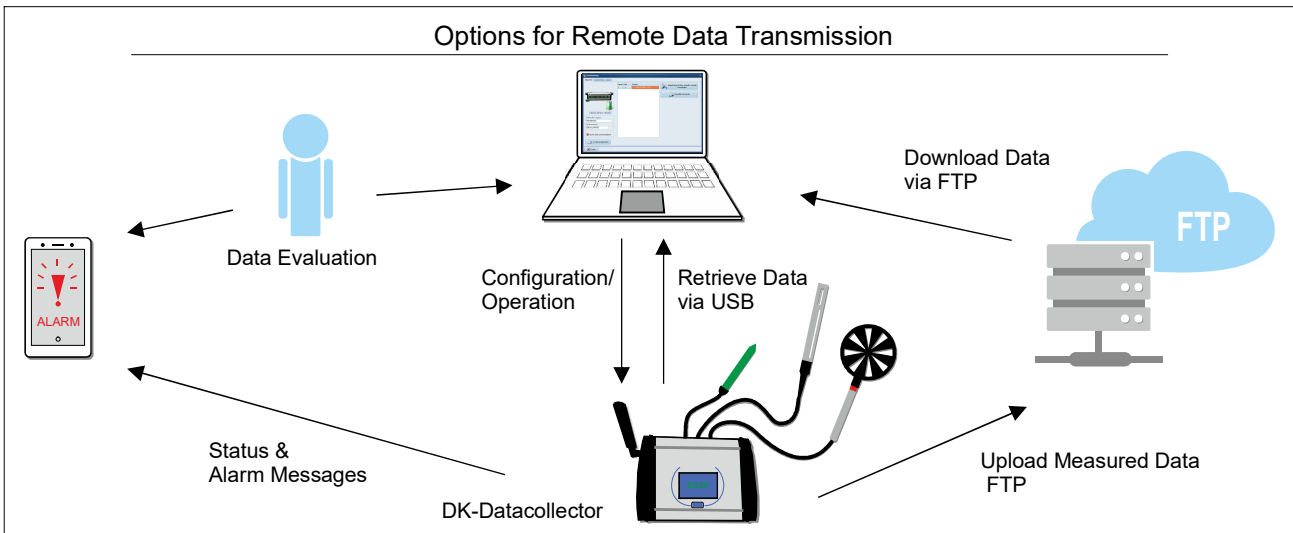 Options for Remote Data Transmission
Download Data
via FTP
FTP
Data Evaluation
Configuration/
Operation
Retrieve Data
via USB
ALARM
Status &
Alarm Messages
DK-Datacollector
Upload Measured Data
FTP